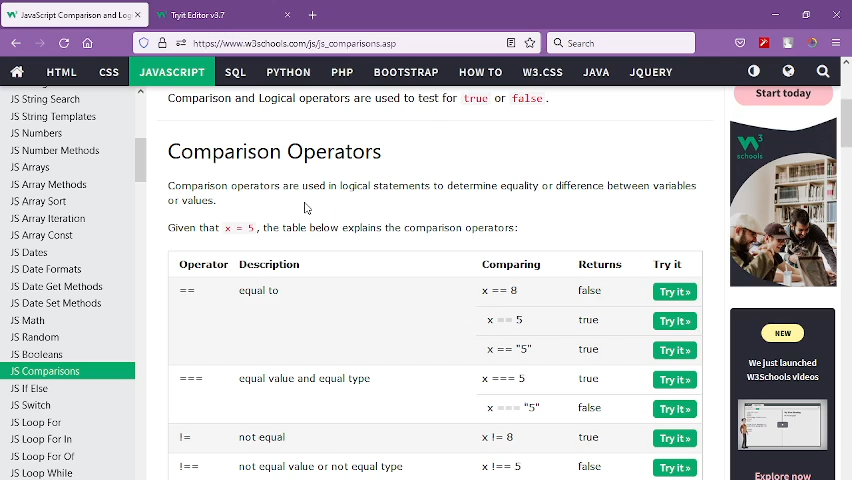 JavaScript Comparison and Log
Tryit Editor v3.7
https://www.w3schools.com/js/js_comparisons.asp
Search
HTML CSS JAVASCRIPT SQL PYTHON PHP BOOTSTRAP HOW TO W3.CSS JAVA JQUERY
JS String Search
JS String Templates
JS Numbers
JS Number Methods
JS Arrays
JS Array Methods
JS Array Sort
JS Array Iteration
JS Array Const
JS Dates
JS Date Formats
JS Date Get Methods
JS Date Set Methods
JS Math
JS Random
JS Booleans
JS Comparisons
JS If Else
JS Switch
JS Loop For
JS Loop For In
JS Loop For Of
JS Loop While
Comparison and Logical operators are used to test for true or false.
Comparison Operators
Comparison operators are used in logical statements to determine equality or difference between variables
or values.
Given that x = 5, the table below explains the comparison operators:
Operator Description Comparing Returns Try it
== equal to x == 8 false Try it »
x == 5 true Try it »
x == "5" true Try it »
=== equal value and equal type x === 5 true Try it »
x === "5" false Try it »
!= not equal x != 8 true Try it »
!== not equal value or not equal type x !== 5 false Try it »
Start today
W3
schools
NEW
We just launched
W3Schools videos
Explore now